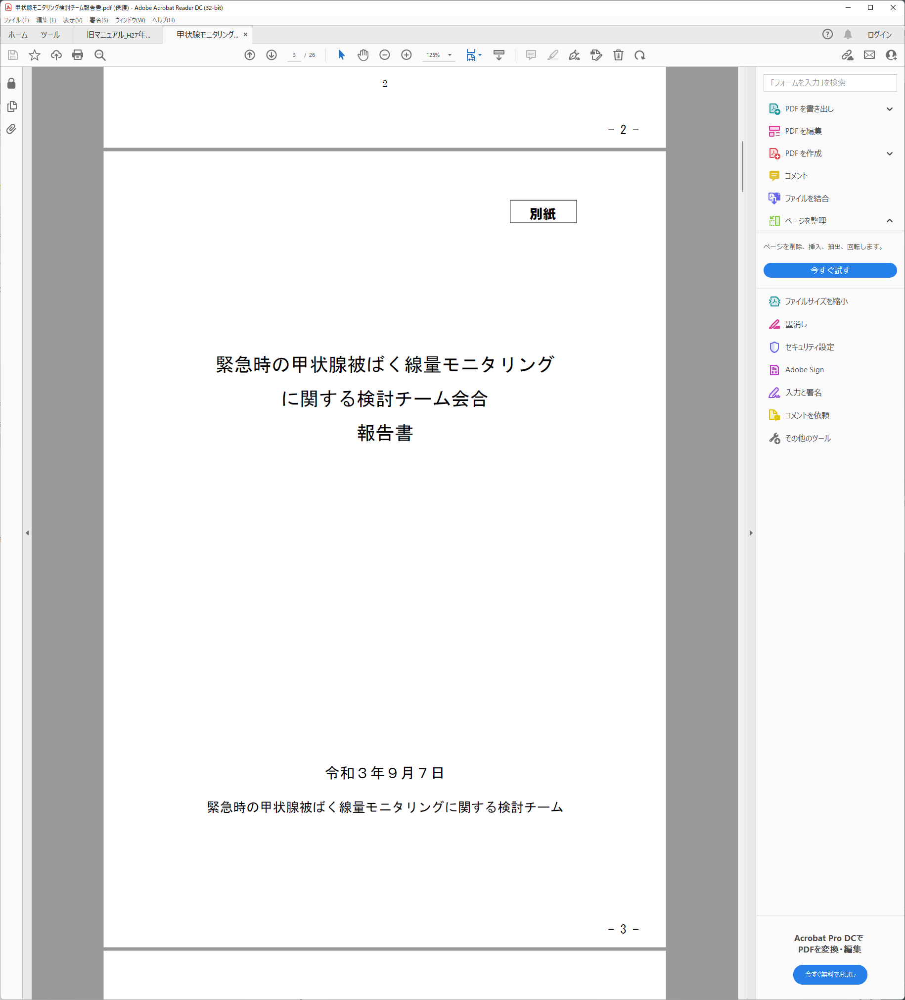 甲状腺モニタリング検討チーム報告書.pdf (保護) - Adobe Acrobat Reader DC (32-bit)
ファイル(F) 編集(E) 表示(V) 署名(S) ウィンドウ(W) ヘルプ(H)
ホーム ツール 旧マニュアル_H27年... 甲状腺モニタリング... × ログイン
3 / 26 125%
2
- 2 -
別紙
緊急時の甲状腺被ばく線量モニタリング
に関する検討チーム会合
報告書
令和３年９月７日
緊急時の甲状腺被ばく線量モニタリングに関する検討チーム
- 3 -
「フォームを入力」を検索
PDF を書き出し
PDF を編集
PDF を作成
コメント
ファイルを結合
ページを整理
ページを削除、挿入、抽出、回転します。
今すぐ試す
ファイルサイズを縮小
墨消し
セキュリティ設定
Adobe Sign
入力と署名
コメントを依頼
その他のツール
Acrobat Pro DCで
PDFを変換・編集
今すぐ無料でお試し